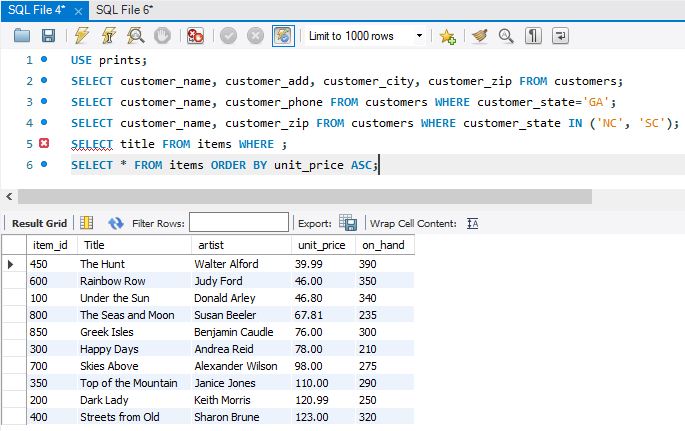 SQL File 4* × SQL File 6*
Limit to 1000 rows
1 USE prints;
2 SELECT customer_name, customer_add, customer_city, customer_zip FROM customers;
3 SELECT customer_name, customer_phone FROM customers WHERE customer_state='GA';
4 SELECT customer_name, customer_zip FROM customers WHERE customer_state IN ('NC', 'SC');
5 SELECT title FROM items WHERE ;
6 SELECT * FROM items ORDER BY unit_price ASC;
Result Grid Filter Rows: Export: Wrap Cell Content: IA
item_id Title artist unit_price on_hand
450 The Hunt Walter Alford 39.99 390
600 Rainbow Row Judy Ford 46.00 350
100 Under the Sun Donald Arley 46.80 340
800 The Seas and Moon Susan Beeler 67.81 235
850 Greek Isles Benjamin Caudle 76.00 300
300 Happy Days Andrea Reid 78.00 210
700 Skies Above Alexander Wilson 98.00 275
350 Top of the Mountain Janice Jones 110.00 290
200 Dark Lady Keith Morris 120.99 250
400 Streets from Old Sharon Brune 123.00 320